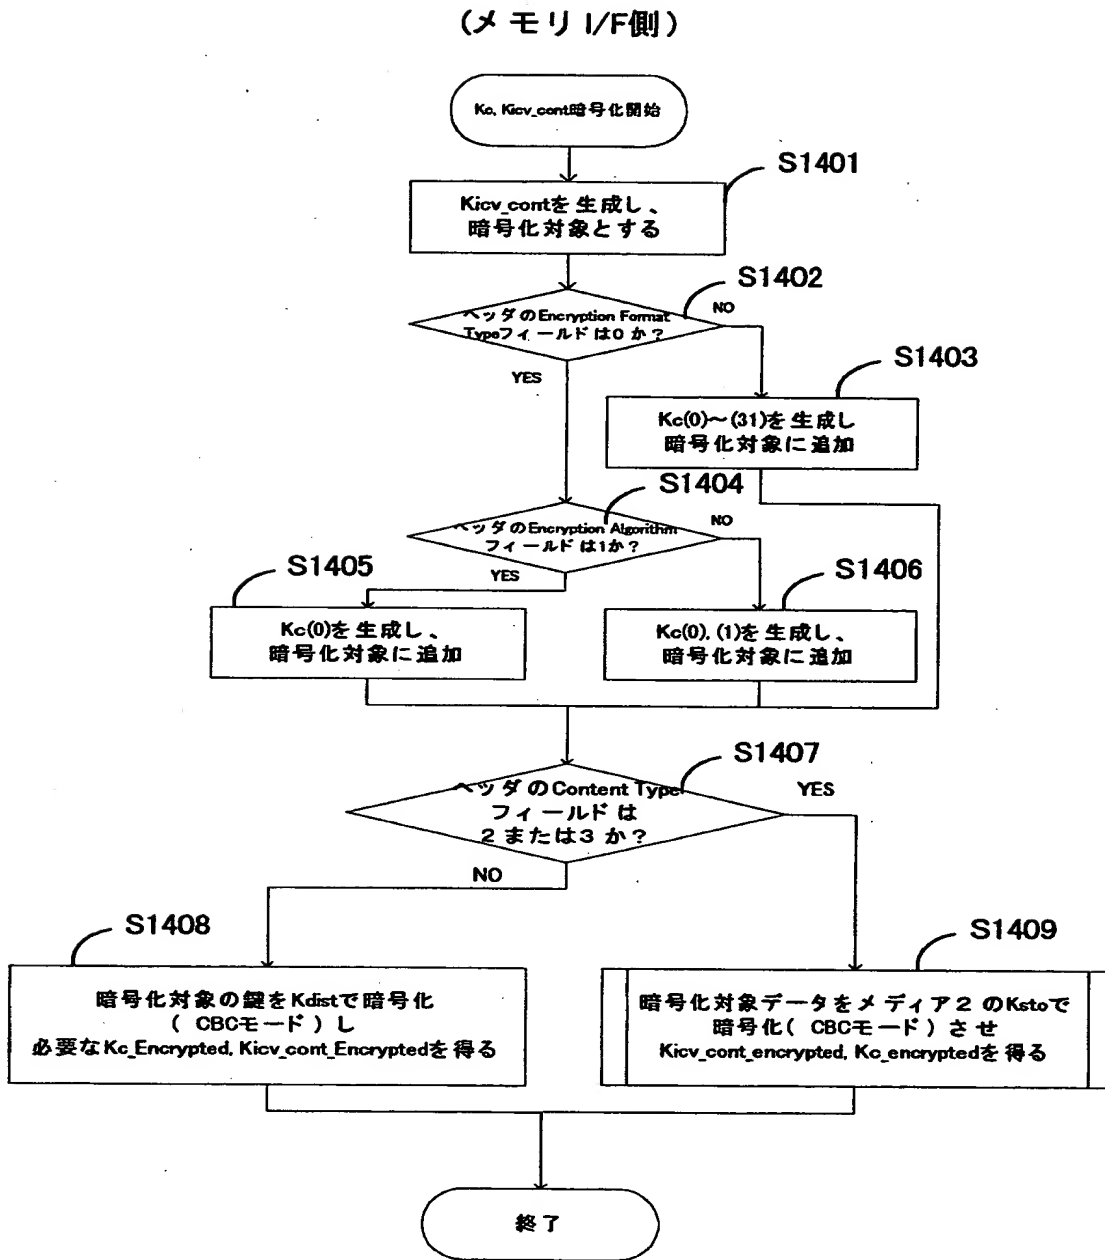 (メモリI/F側)
Kc, Kicv_cont暗号化開始
S1401
Kicv_contを生成し、
暗号化対象とする
S1402
ヘッダのEncryption Format
Typeフィールドは0か?
NO
YES
S1403
Kc(0)~(31)を生成し
暗号化対象に追加
S1404
ヘッダのEncryption Algorithm
フィールドは1か?
NO
YES
S1405
Kc(0)を生成し、
暗号化対象に追加
S1406
Kc(0), (1)を生成し、
暗号化対象に追加
S1407
ヘッダのContent Type
フィールドは
2または3か?
YES
NO
S1408
暗号化対象の鍵をKdistで暗号化
(CBCモード)し
必要なKc_Encrypted, Kicv_cont_Encryptedを得る
S1409
暗号化対象データをメディア2のKstoで
暗号化(CBCモード)させ
Kicv_cont_encrypted, Kc_encryptedを得る
終了